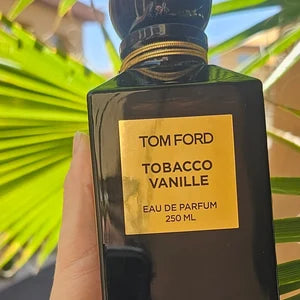 TOM FORD
TOBACCO
VANILLE
EAU DE PARFUM
250 ML